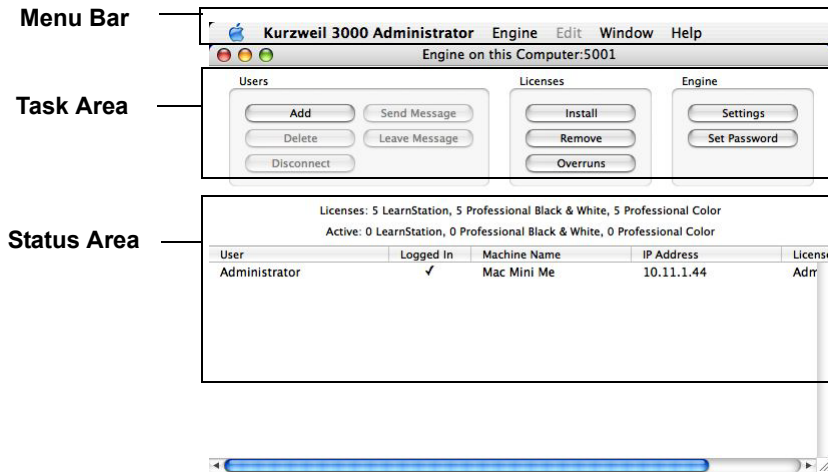 Menu Bar
Kurzweil 3000 Administrator Engine Edit Window Help
Engine on this Computer:5001
Task Area
Users Licenses Engine
Add Send Message Install Settings
Delete Leave Message Remove Set Password
Disconnect Overruns
Licenses: 5 LearnStation, 5 Professional Black & White, 5 Professional Color
Active: 0 LearnStation, 0 Professional Black & White, 0 Professional Color
Status Area
User Logged In Machine Name IP Address License
Administrator ✓ Mac Mini Me 10.11.1.44 Adm